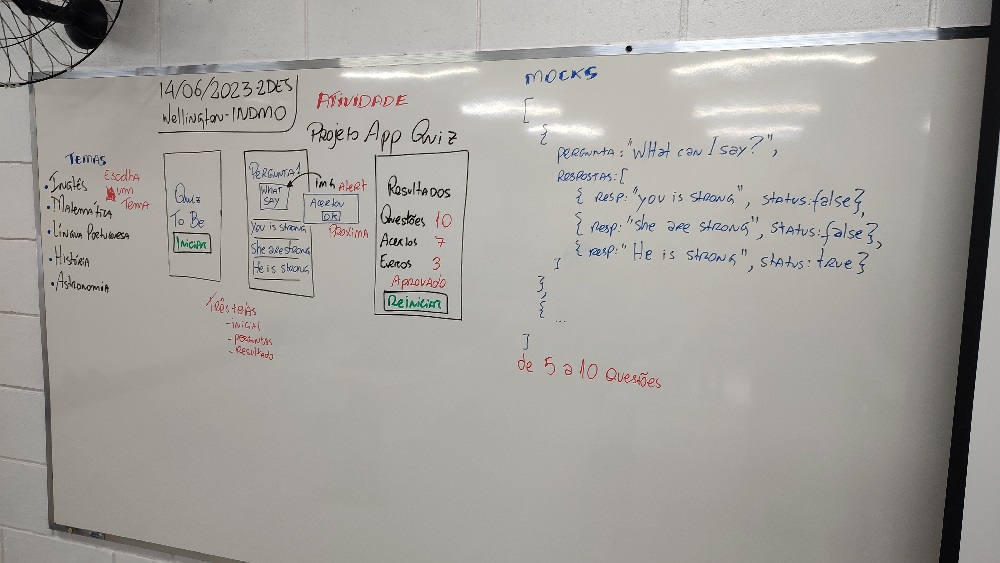 14/06/2023-2DES
Wellington-INDMO
ATIVIDADE
Projeto App Quiz
TEMAS
Escolha
um
TEMA
• Inglês
• Matemática
• Língua Portuguesa
• História
• Astronomia
Quiz
To Be
INICIAR
PERGUNTA 1
WHAT
SAY
You is strong
She are strong
He is strong
img
Alert
Acertou
OK
PRÓXIMA
Resultados
Questões 10
Acertos 7
Erros 3
APROVADO
Reiniciar
Três telas
- inicial
- perguntas
- Resultado
MOCKS
[
{
PERGUNTA: "WHat can I say?",
RESPOSTAS: [
{ resp: "you is strong", status: false},
{ resp: "She are strong", status: false},
{ resp: "He is strong", status: true }
]
},
{
...
]
de 5 a 10 Questões